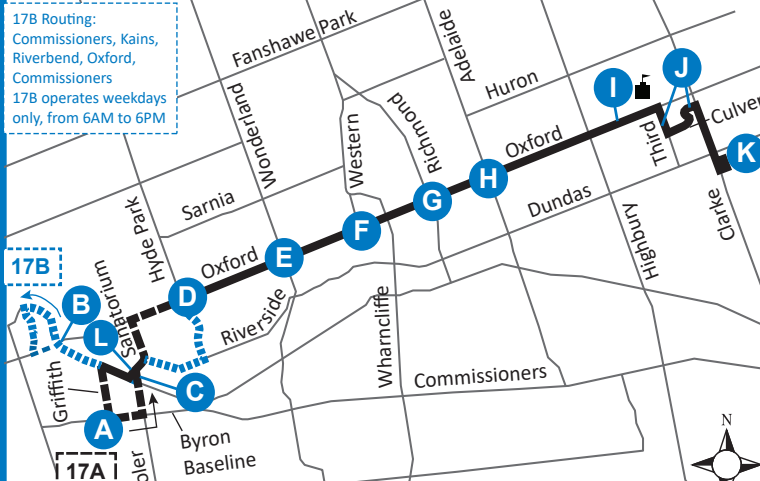 17B Routing:
Commissioners, Kains,
Riverbend, Oxford,
Commissioners
17B operates weekdays
only, from 6AM to 6PM
Fanshawe Park
Adelaide
Huron
Wonderland
Western
Richmond
I
J
Culver
Oxford
Third
K
H
Sarnia
Hyde Park
G
Dundas
F
Highbury
Clarke
E
Oxford
17B
Sanatorium
D
B
Riverside
L
Wharncliffe
Griffith
C
Commissioners
A
Byron
Baseline
17A
ler
N